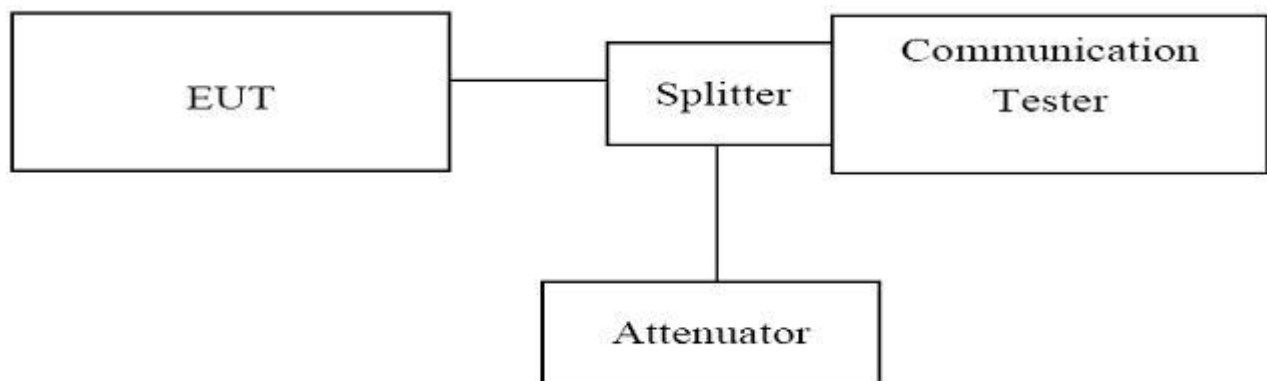 EUT
Splitter
Communication
Tester
Attenuator